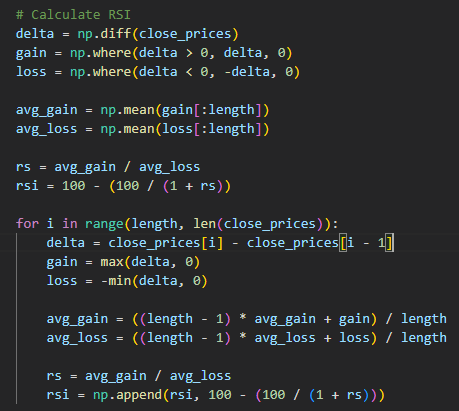 # Calculate RSI
delta = np.diff(close_prices)
gain = np.where(delta > 0, delta, 0)
loss = np.where(delta < 0, -delta, 0)

avg_gain = np.mean(gain[:length])
avg_loss = np.mean(loss[:length])

rs = avg_gain / avg_loss
rsi = 100 - (100 / (1 + rs))

for i in range(length, len(close_prices)):
    delta = close_prices[i] - close_prices[i - 1]
    gain = max(delta, 0)
    loss = -min(delta, 0)

    avg_gain = ((length - 1) * avg_gain + gain) / length
    avg_loss = ((length - 1) * avg_loss + loss) / length

    rs = avg_gain / avg_loss
    rsi = np.append(rsi, 100 - (100 / (1 + rs)))